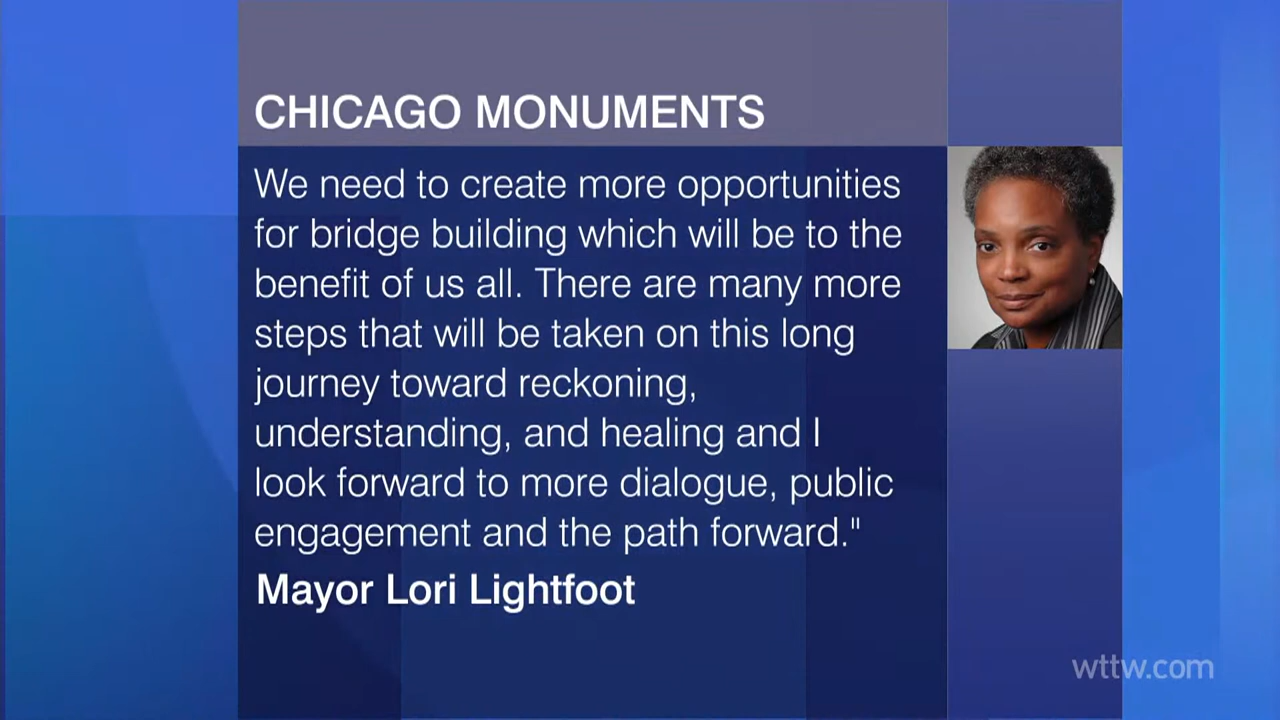 CHICAGO MONUMENTS
We need to create more opportunities
for bridge building which will be to the
benefit of us all. There are many more
steps that will be taken on this long
journey toward reckoning,
understanding, and healing and I
look forward to more dialogue, public
engagement and the path forward."
Mayor Lori Lightfoot
wttw.com